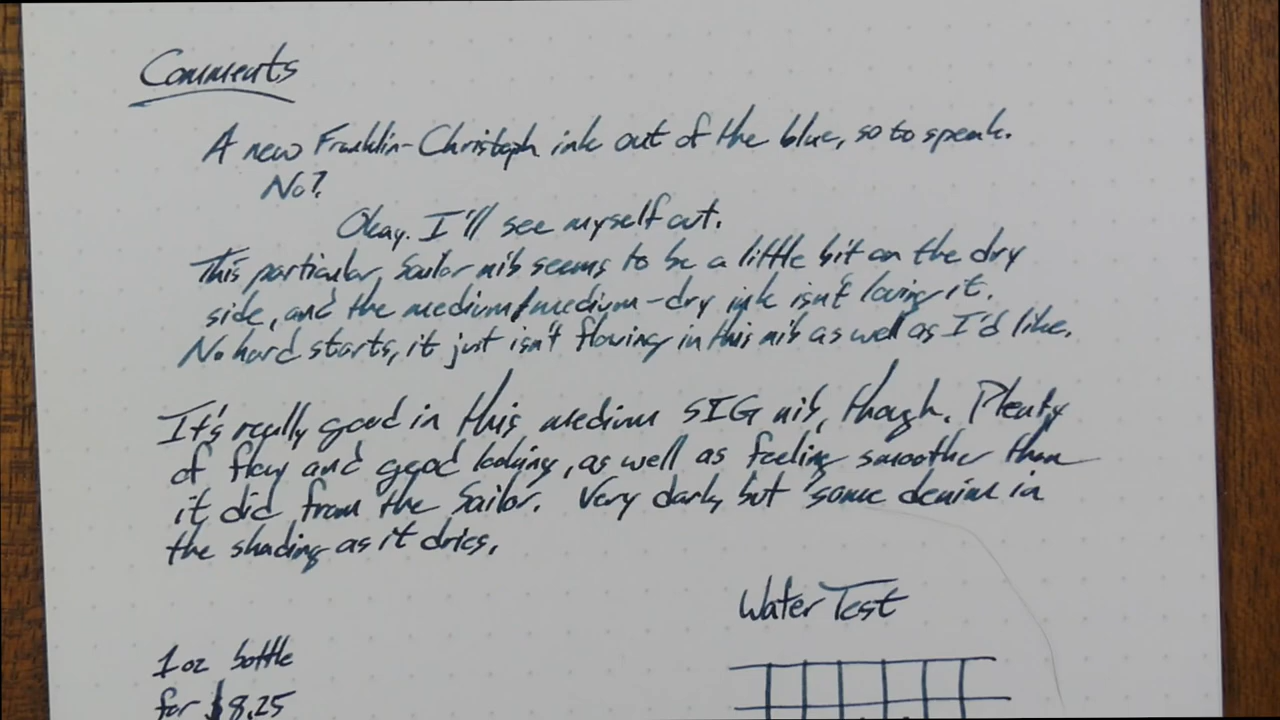 Comments
A new Franklin-Christoph ink out of the blue, so to speak.
No?
Okay. I'll see myself out.
This particular Sailor nib seems to be a little bit on the dry
side, and the medium/medium-dry ink isn't loving it.
No hard starts, it just isn't flowing in this nib as well as I'd like.
It's really good in this medium SIG nib, though. Plenty
of flow and good looking, as well as feeling smoother than
it did from the Sailor. Very dark, but some denim in
the shading as it dries.
Water Test
1oz bottle
for $8.25